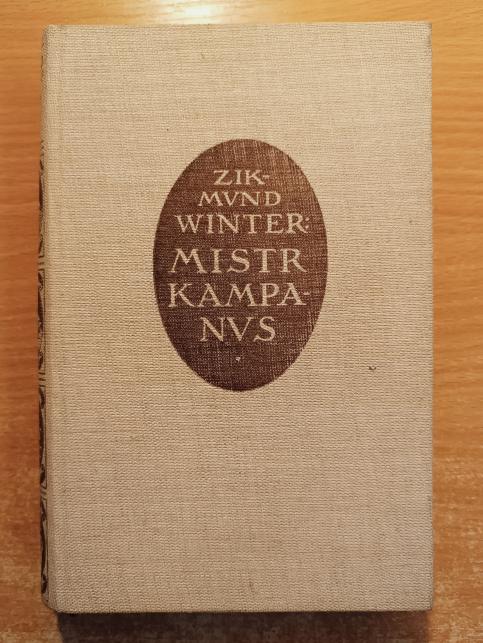 ZIK-
MVND
WINTER:
MISTR
KAMPA-
NVS